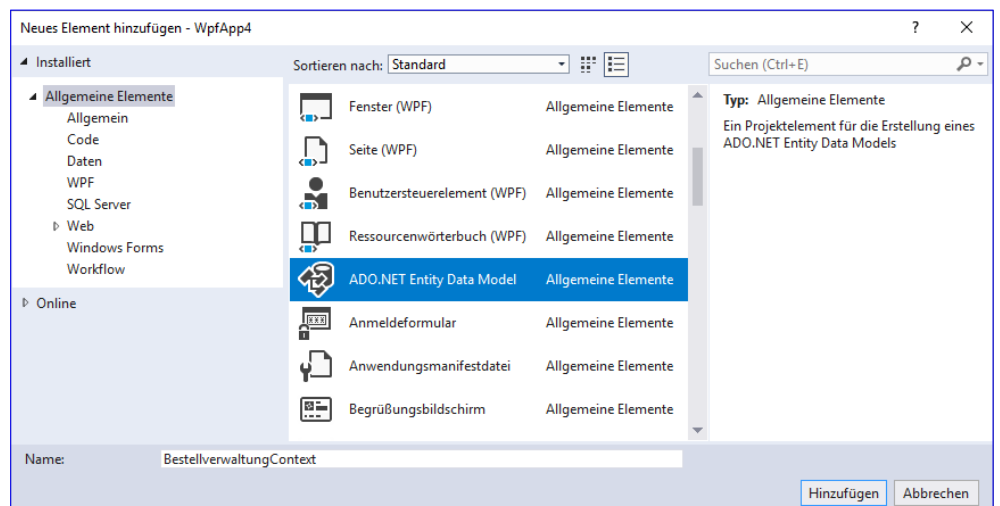 Neues Element hinzufügen - WpfApp4
Installiert
Sortieren nach: Standard
Suchen (Ctrl+E)
Allgemeine Elemente
Allgemein
Code
Daten
WPF
SQL Server
Web
Windows Forms
Workflow
Online
Fenster (WPF) Allgemeine Elemente
Seite (WPF) Allgemeine Elemente
Benutzersteuerelement (WPF) Allgemeine Elemente
Ressourcenwörterbuch (WPF) Allgemeine Elemente
ADO.NET Entity Data Model Allgemeine Elemente
Anmeldeformular Allgemeine Elemente
Anwendungsmanifestdatei Allgemeine Elemente
Begrüßungsbildschirm Allgemeine Elemente
Typ: Allgemeine Elemente
Ein Projektelement für die Erstellung eines
ADO.NET Entity Data Models
Name: BestellverwaltungContext
Hinzufügen Abbrechen